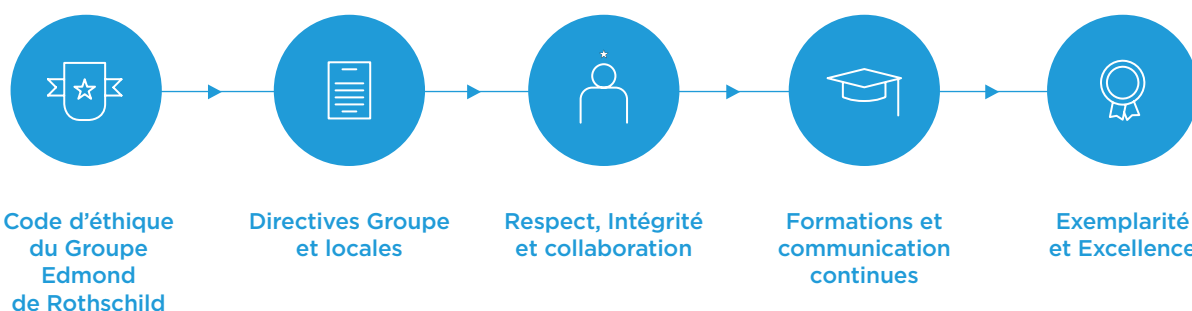 Code d'éthique
du Groupe
Edmond
de Rothschild
Directives Groupe
et locales
Respect, Intégrité
et collaboration
Formations et
communication
continues
Exemplarité
et Excellence